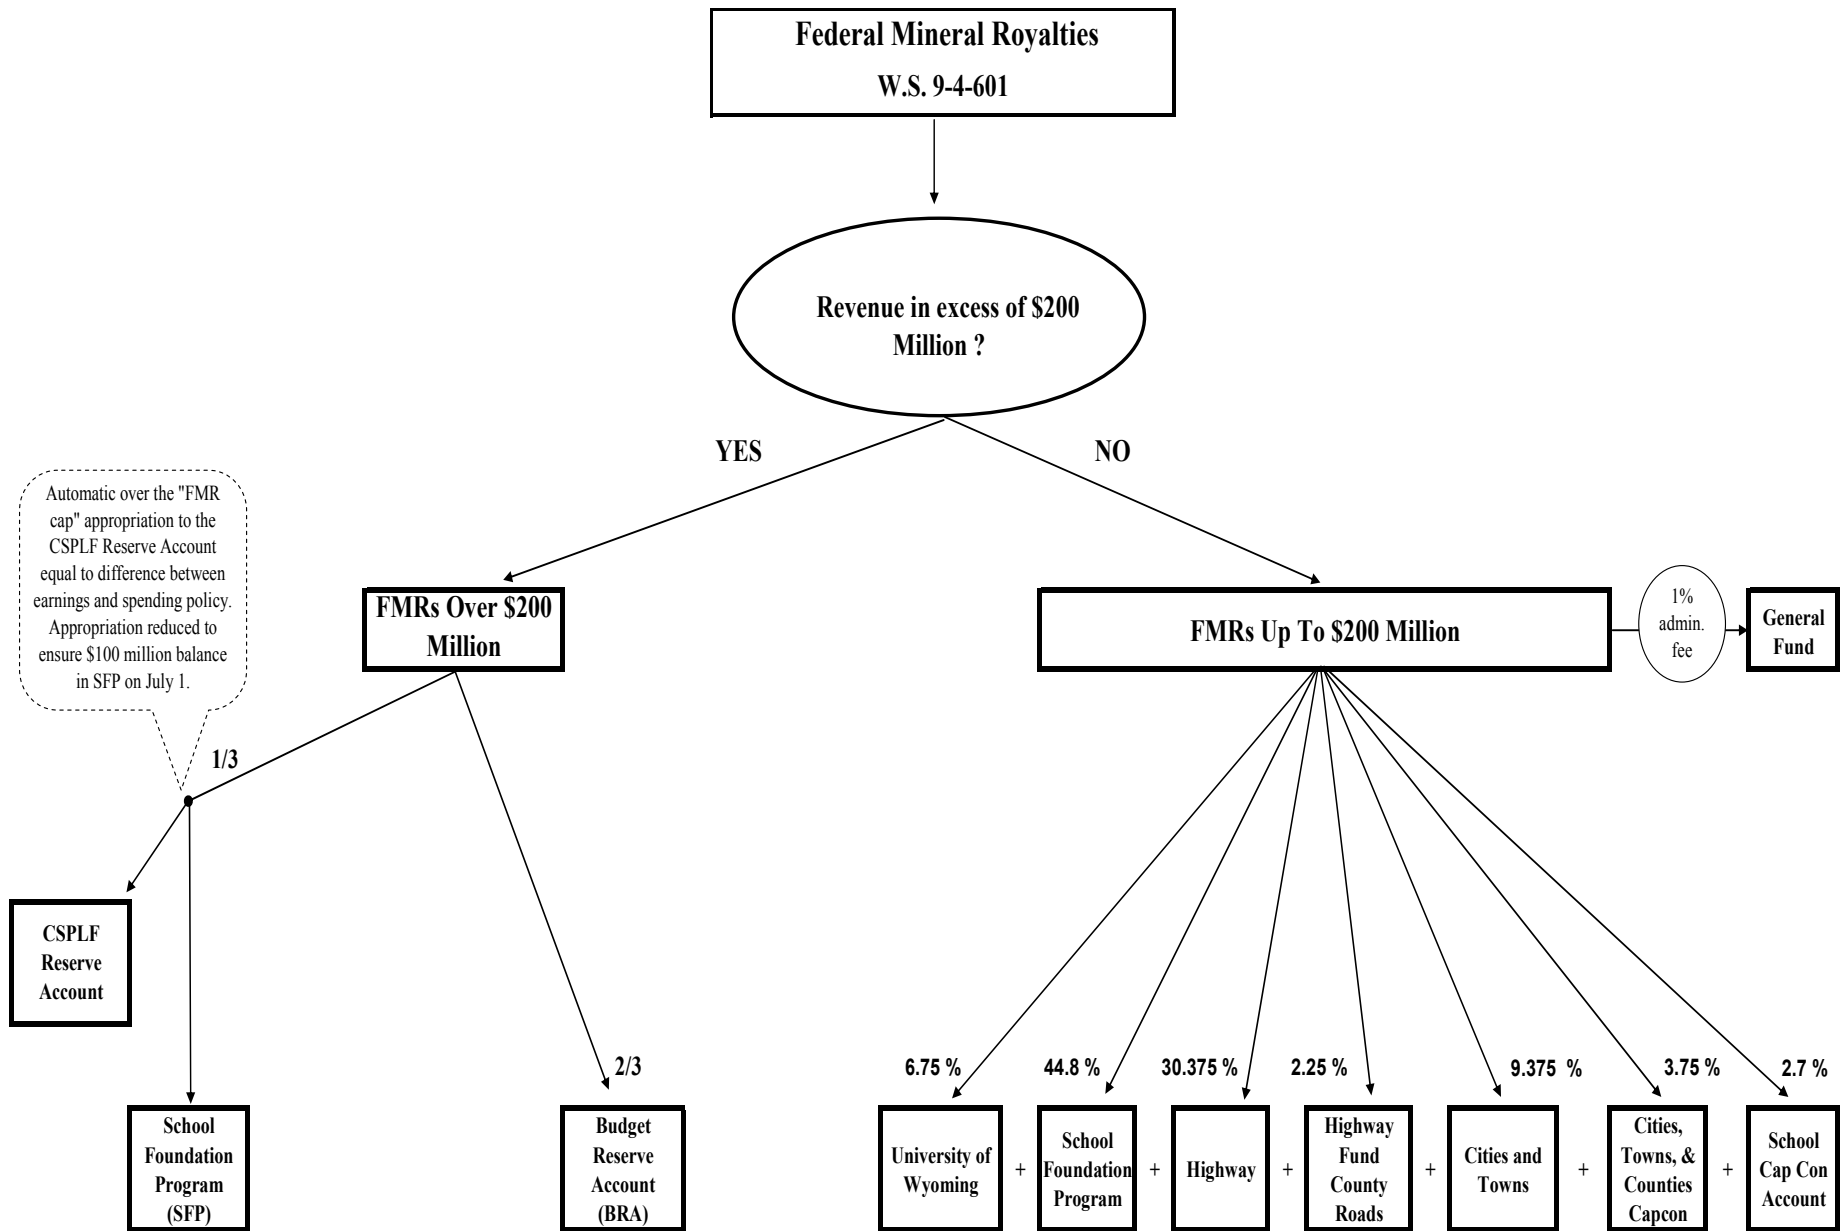 Federal Mineral Royalties
W.S. 9-4-601
Revenue in excess of $200
Million ?
YES
NO
Automatic over the "FMR
cap" appropriation to the
CSPLF Reserve Account
equal to difference between
earnings and spending policy.
Appropriation reduced to
ensure $100 million balance
in SFP on July 1.
FMRs Over $200
Million
FMRs Up To $200 Million
1%
admin.
fee
General
Fund
1/3
CSPLF
Reserve
Account
2/3
6.75 %
44.8 %
30.375 %
2.25 %
9.375 %
3.75 %
2.7 %
School
Foundation
Program
(SFP)
Budget
Reserve
Account
(BRA)
University of
Wyoming
+
School
Foundation
Program
+
Highway
+
Highway
Fund
County
Roads
+
Cities and
Towns
+
Cities,
Towns, &
Counties
Capcon
+
School
Cap Con
Account